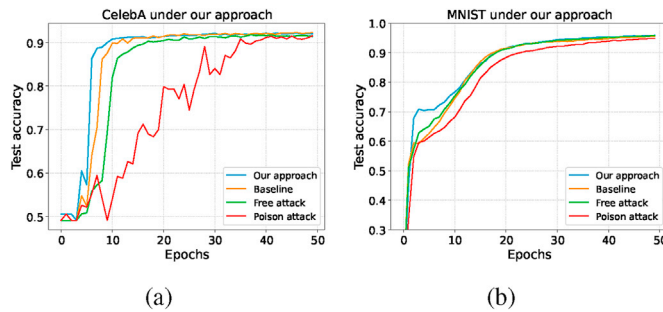 CelebA under our approach
Test accuracy
0.9
0.8
0.7
0.6
0.5
0 10 20 30 40 50
Epochs
Our approach
Baseline
Free attack
Poison attack
(a)
MNIST under our approach
Test accuracy
1.0
0.9
0.8
0.7
0.6
0.5
0.4
0.3
0 10 20 30 40 50
Epochs
Our approach
Baseline
Free attack
Poison attack
(b)